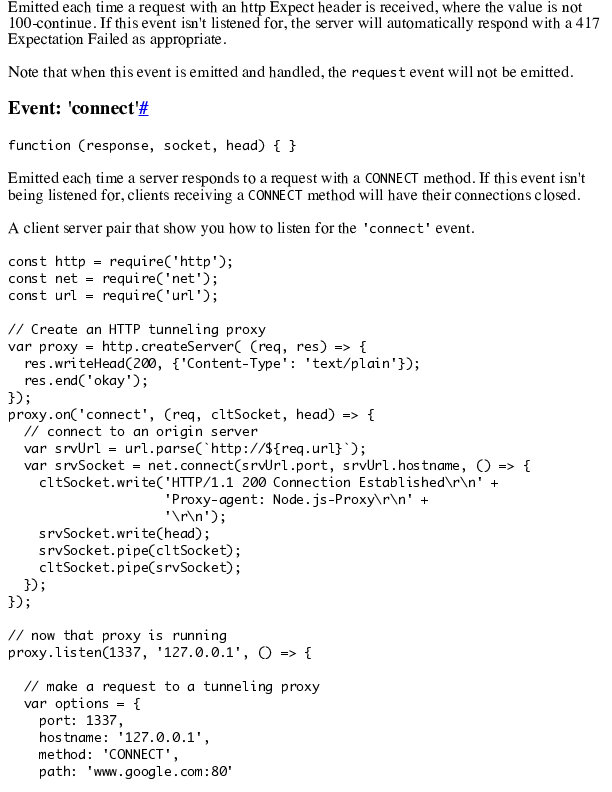 Emitted each time a request with an http Expect header is received, where the value is not
100-continue. If this event isn't listened for, the server will automatically respond with a 417
Expectation Failed as appropriate.
Note that when this event is emitted and handled, the request event will not be emitted.
Event: 'connect'#
function (response, socket, head) { }
Emitted each time a server responds to a request with a CONNECT method. If this event isn't
being listened for, clients receiving a CONNECT method will have their connections closed.
A client server pair that show you how to listen for the 'connect' event.
const http = require('http');
const net = require('net');
const url = require('url');
// Create an HTTP tunneling proxy
var proxy = http.createServer( (req, res) => {
  res.writeHead(200, {'Content-Type': 'text/plain'});
  res.end('okay');
});
proxy.on('connect', (req, cltSocket, head) => {
  // connect to an origin server
  var srvUrl = url.parse(`http://${req.url}`);
  var srvSocket = net.connect(srvUrl.port, srvUrl.hostname, () => {
    cltSocket.write('HTTP/1.1 200 Connection Established\r\n' +
                    'Proxy-agent: Node.js-Proxy\r\n' +
                    '\r\n');
    srvSocket.write(head);
    srvSocket.pipe(cltSocket);
    cltSocket.pipe(srvSocket);
  });
});
// now that proxy is running
proxy.listen(1337, '127.0.0.1', () => {
  // make a request to a tunneling proxy
  var options = {
    port: 1337,
    hostname: '127.0.0.1',
    method: 'CONNECT',
    path: 'www.google.com:80'